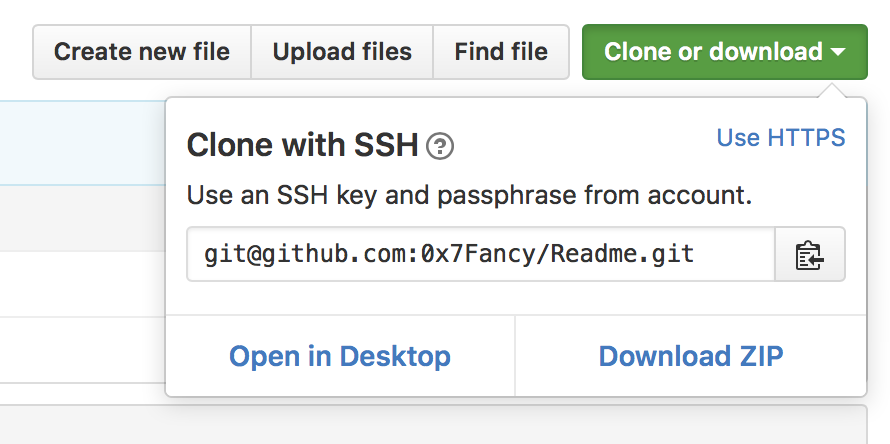 Create new file Upload files Find file Clone or download
Clone with SSH ? Use HTTPS
Use an SSH key and passphrase from account.
git@github.com:0x7Fancy/Readme.git
Open in Desktop Download ZIP